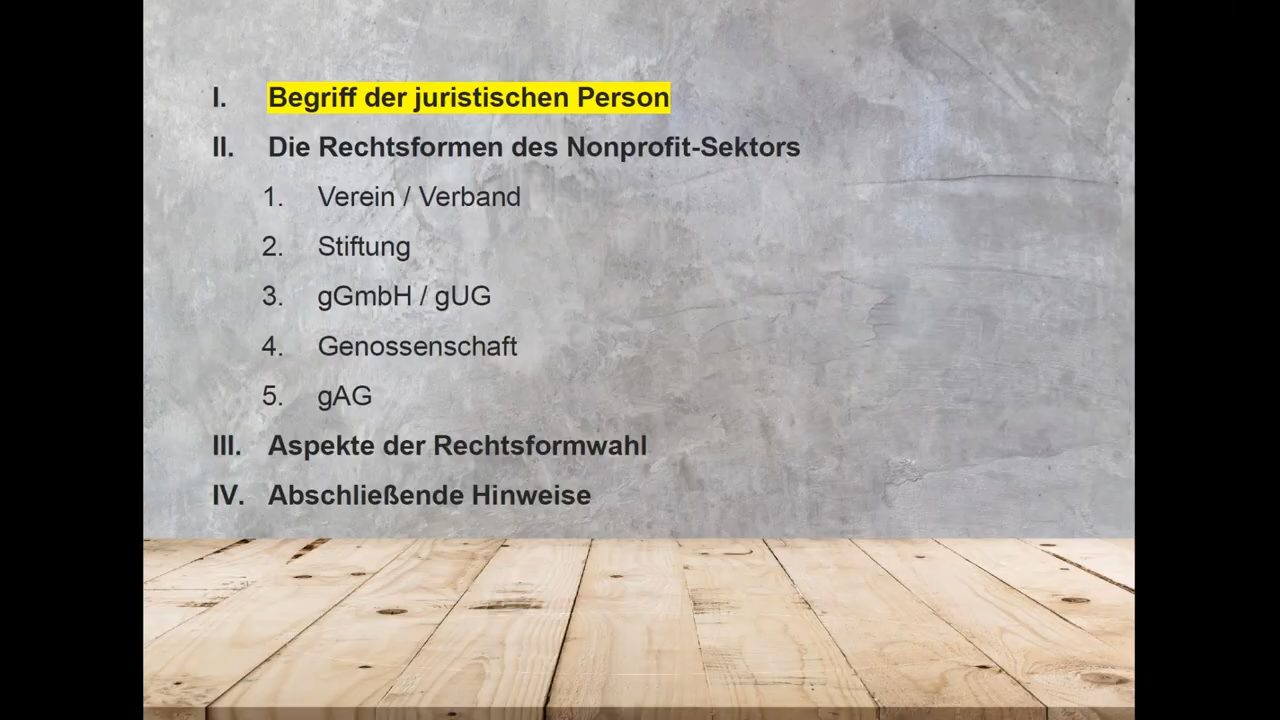 I. Begriff der juristischen Person
II. Die Rechtsformen des Nonprofit-Sektors
1. Verein / Verband
2. Stiftung
3. gGmbH / gUG
4. Genossenschaft
5. gAG
III. Aspekte der Rechtsformwahl
IV. Abschließende Hinweise